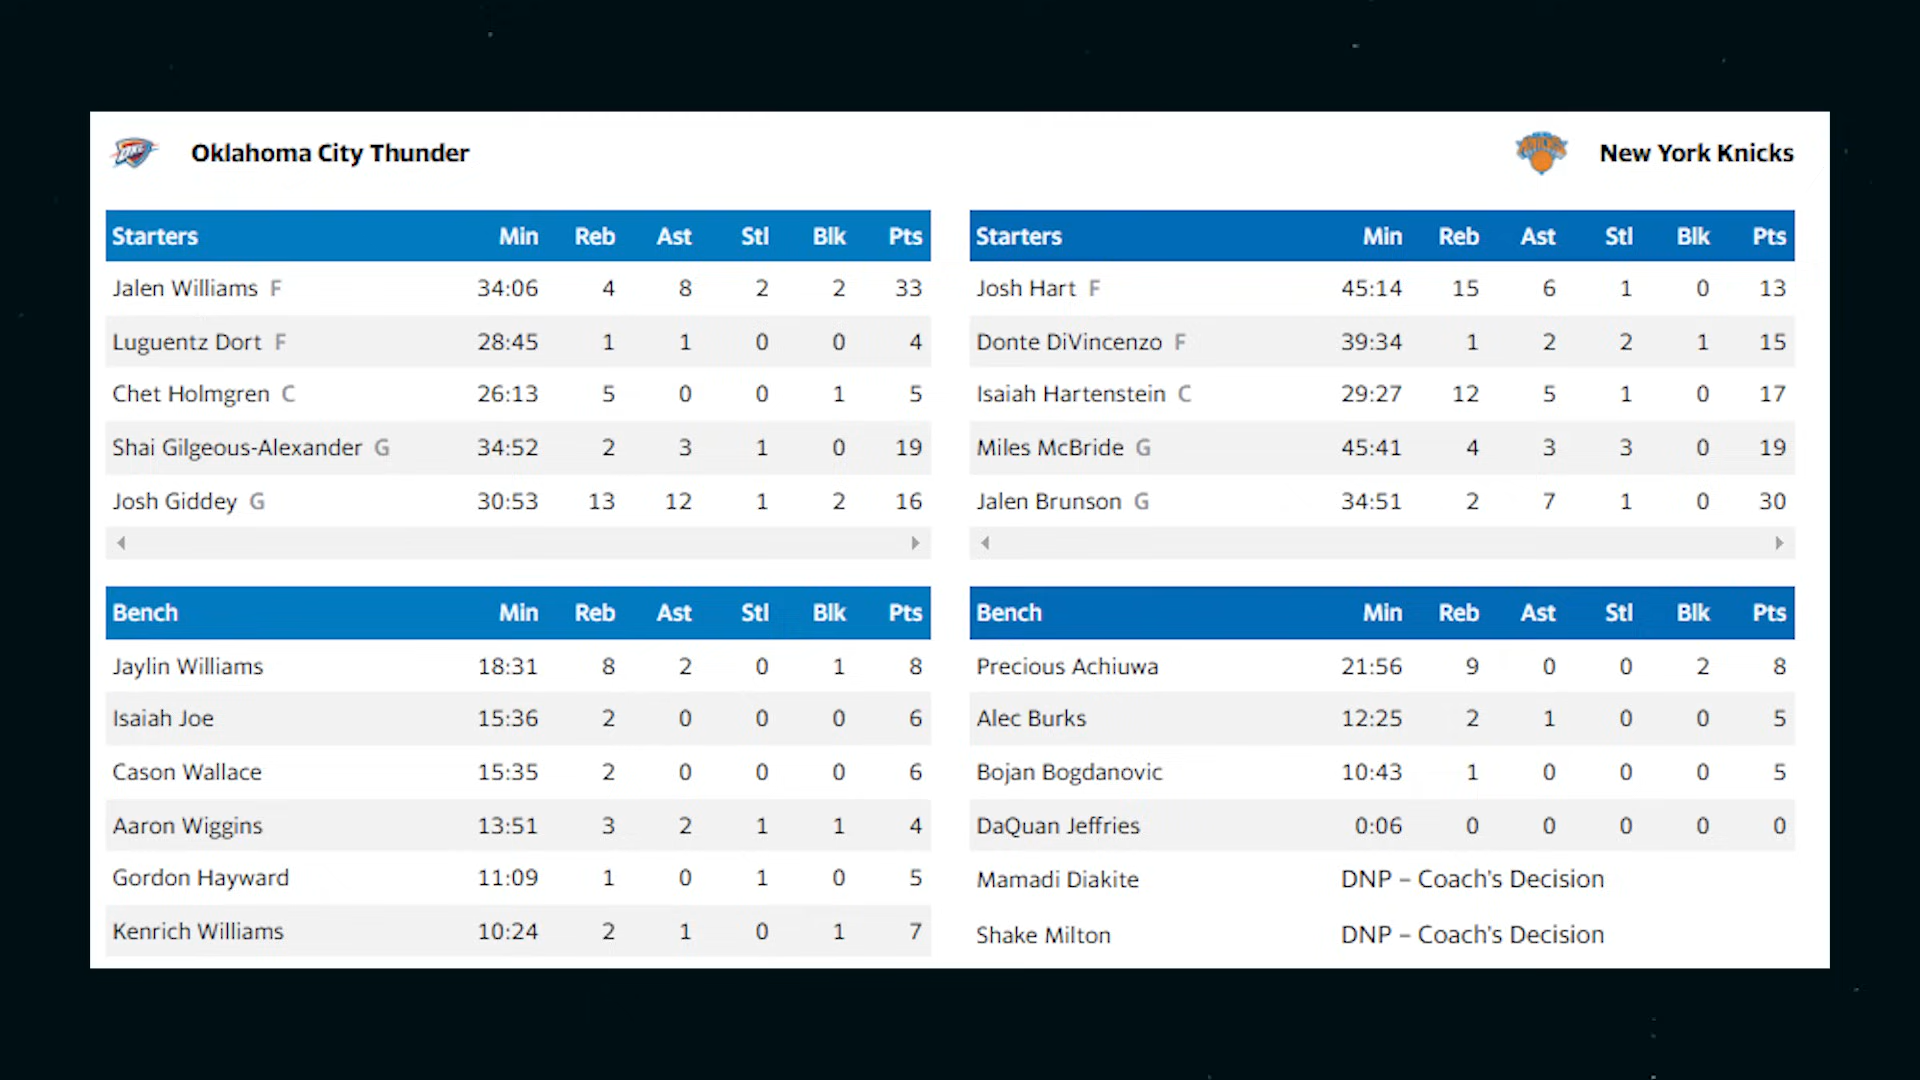 Oklahoma City Thunder
Starters Min Reb Ast Stl Blk Pts
Jalen Williams F 34:06 4 8 2 2 33
Luguentz Dort F 28:45 1 1 0 0 4
Chet Holmgren C 26:13 5 0 0 1 5
Shai Gilgeous-Alexander G 34:52 2 3 1 0 19
Josh Giddey G 30:53 13 12 1 2 16
Bench Min Reb Ast Stl Blk Pts
Jaylin Williams 18:31 8 2 0 1 8
Isaiah Joe 15:36 2 0 0 0 6
Cason Wallace 15:35 2 0 0 0 6
Aaron Wiggins 13:51 3 2 1 1 4
Gordon Hayward 11:09 1 0 1 0 5
Kenrich Williams 10:24 2 1 0 1 7
New York Knicks
Starters Min Reb Ast Stl Blk Pts
Josh Hart F 45:14 15 6 1 0 13
Donte DiVincenzo F 39:34 1 2 2 1 15
Isaiah Hartenstein C 29:27 12 5 1 0 17
Miles McBride G 45:41 4 3 3 0 19
Jalen Brunson G 34:51 2 7 1 0 30
Bench Min Reb Ast Stl Blk Pts
Precious Achiuwa 21:56 9 0 0 2 8
Alec Burks 12:25 2 1 0 0 5
Bojan Bogdanovic 10:43 1 0 0 0 5
DaQuan Jeffries 0:06 0 0 0 0 0
Mamadi Diakite DNP – Coach's Decision
Shake Milton DNP – Coach's Decision